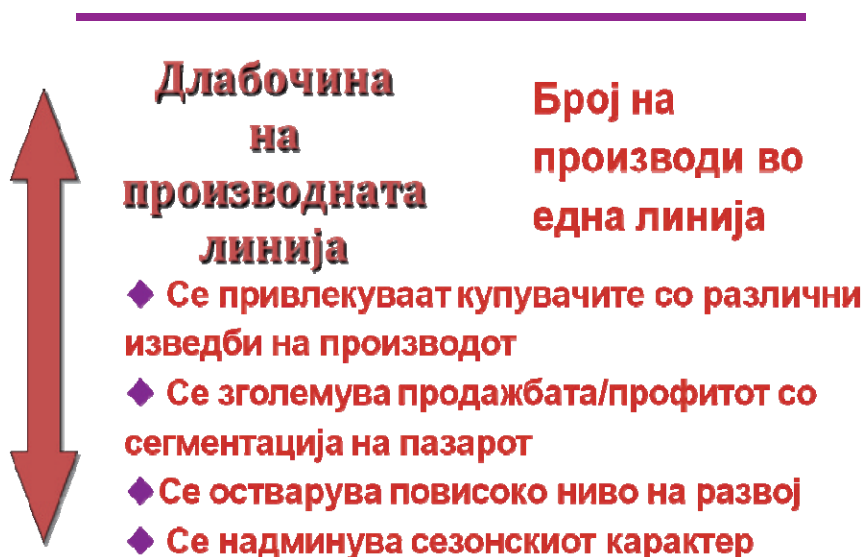 Длабочина
на
производната
линија
Број на
производи во
една линија
◆ Се привлекуваат купувачите со различни
изведби на производот
◆ Се зголемува продажбата/профитот со
сегментација на пазарот
◆ Се остварува повисоко ниво на развој
◆ Се надминува сезонскиот карактер